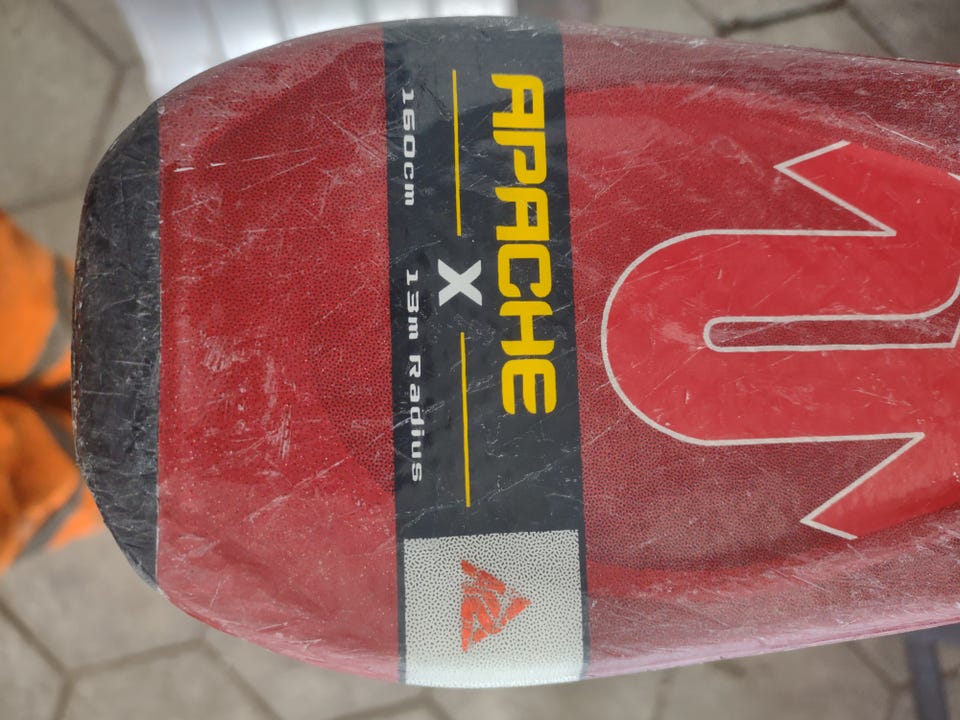 APACHE
X
160cm 13m Radius
K2